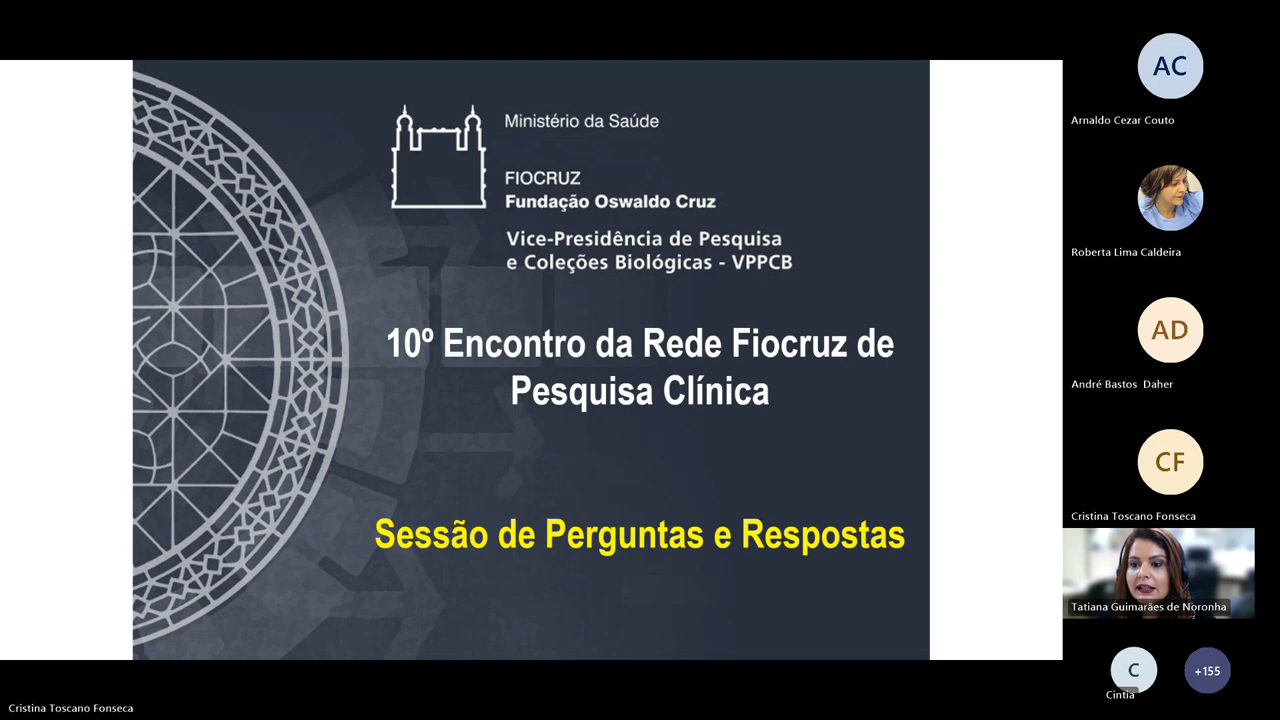 Ministério da Saúde
FIOCRUZ
Fundação Oswaldo Cruz
Vice-Presidência de Pesquisa
e Coleções Biológicas - VPPCB
10º Encontro da Rede Fiocruz de
Pesquisa Clínica
Sessão de Perguntas e Respostas
AC
Arnaldo Cezar Couto
Roberta Lima Caldeira
AD
André Bastos Daher
CF
Cristina Toscano Fonseca
Tatiana Guimarães de Noronha
C
Cintia
+155
Cristina Toscano Fonseca